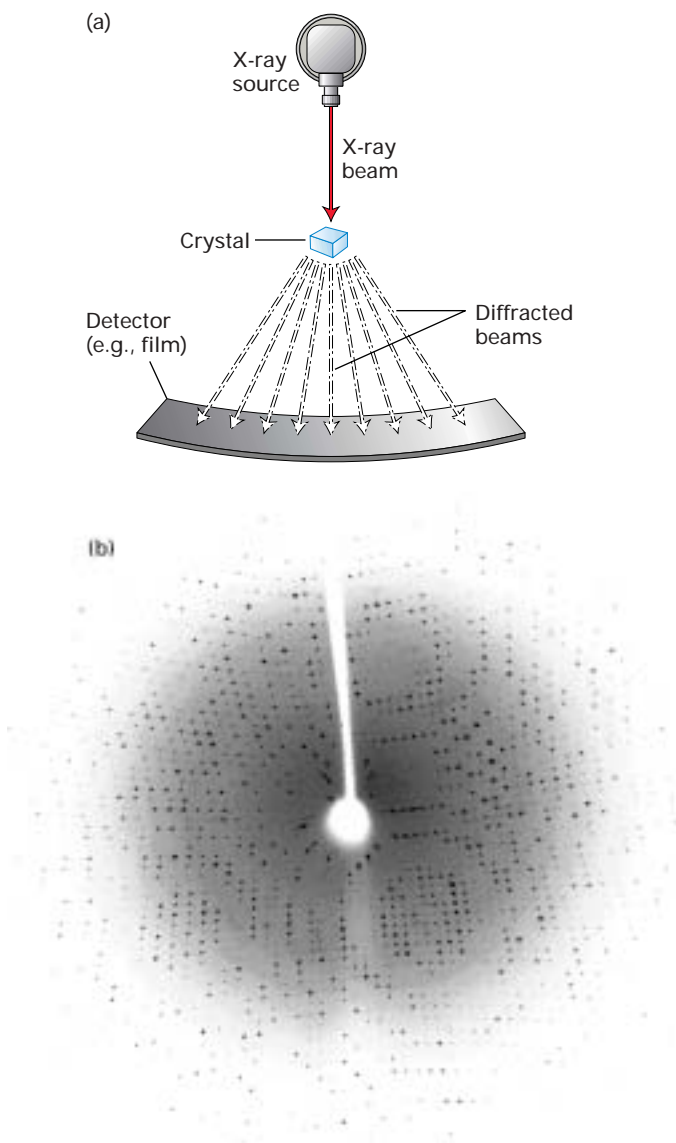 (a)
X-ray
source
X-ray
beam
Crystal
Detector
(e.g., film)
Diffracted
beams
(b)